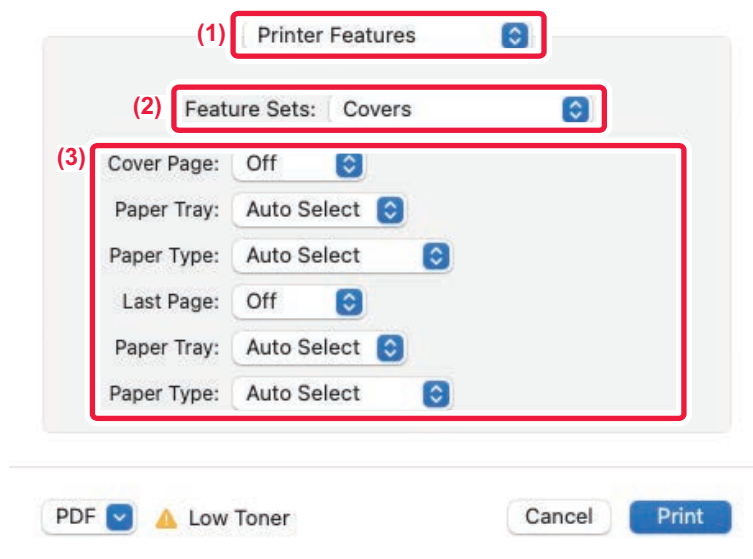 (1) Printer Features
(2) Feature Sets: Covers
(3) Cover Page: Off
Paper Tray: Auto Select
Paper Type: Auto Select
Last Page: Off
Paper Tray: Auto Select
Paper Type: Auto Select
PDF Low Toner Cancel Print